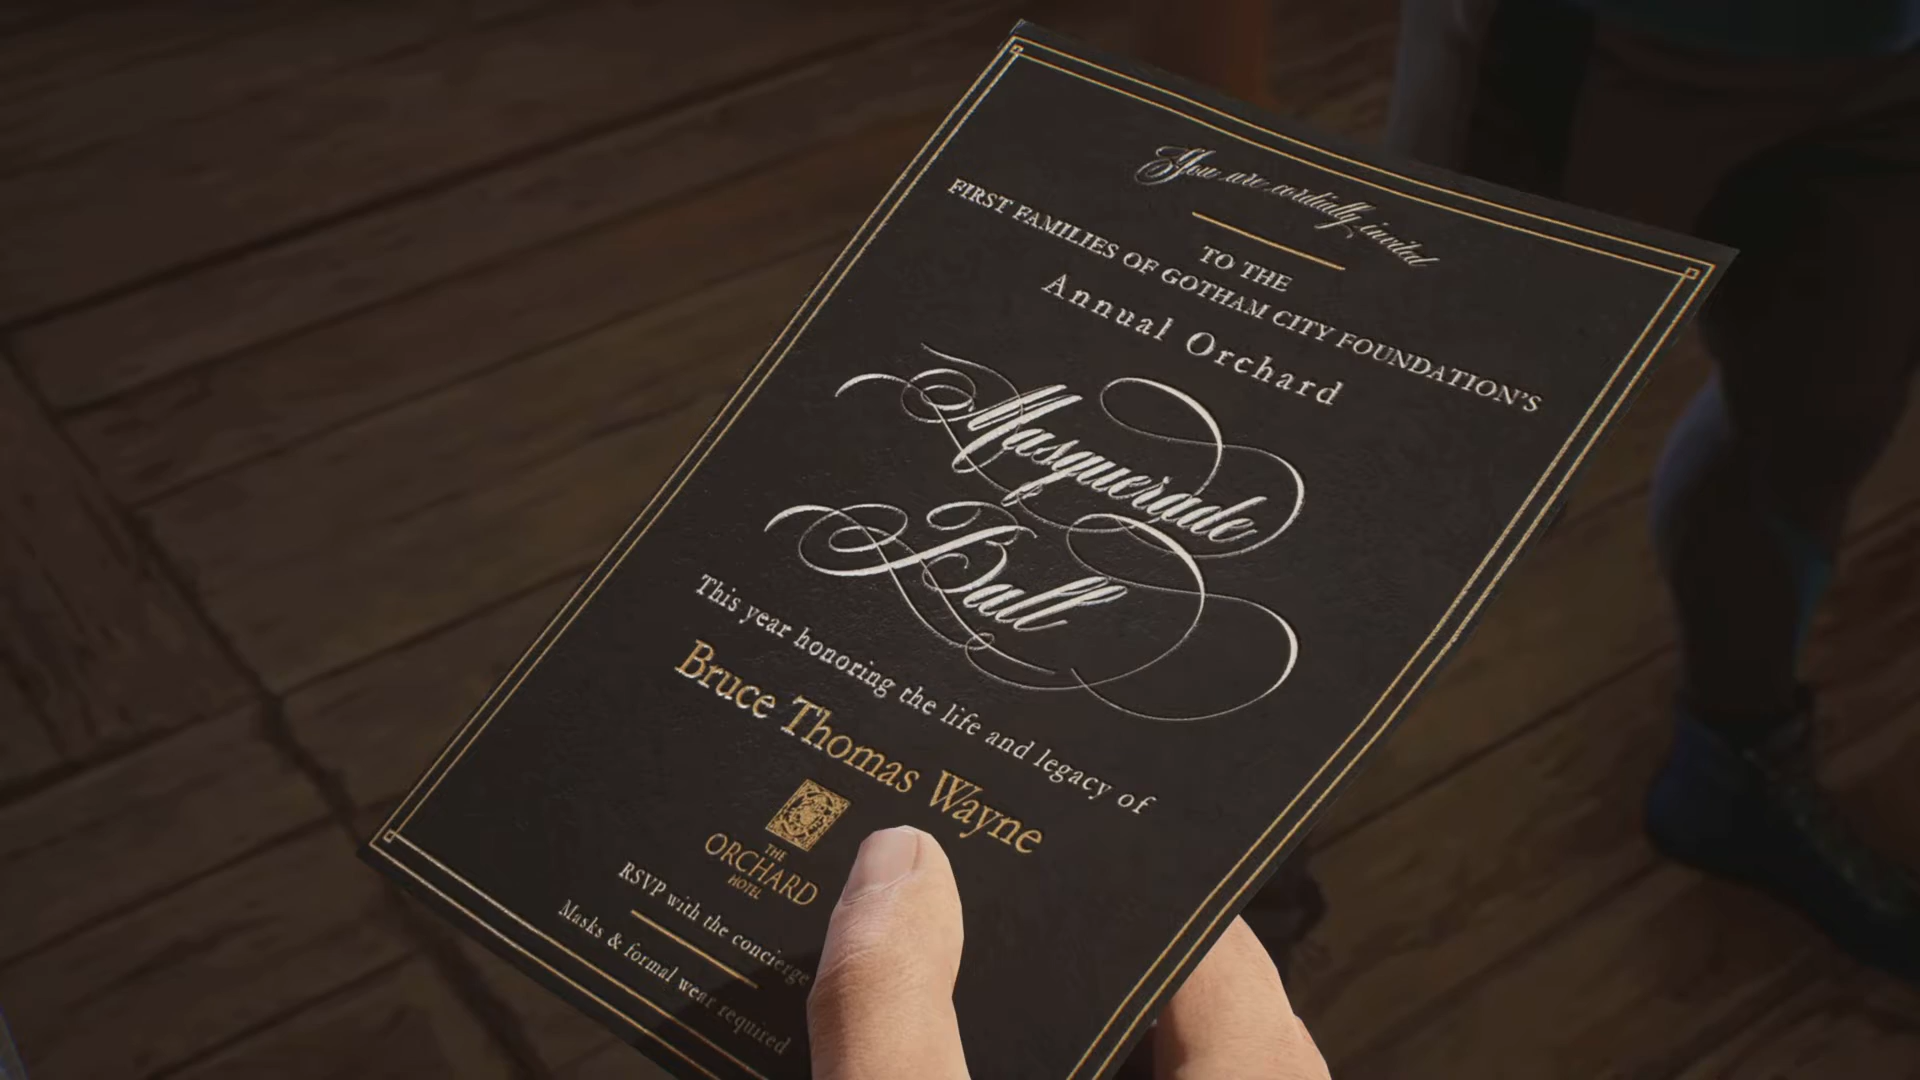 You are cordially invited
TO THE
FIRST FAMILIES OF GOTHAM CITY FOUNDATION'S
Annual Orchard
Masquerade
Ball
This year honoring the life and legacy of
Bruce Thomas Wayne
THE
ORCHARD
HOTEL
RSVP with the concierge
Masks & formal wear required